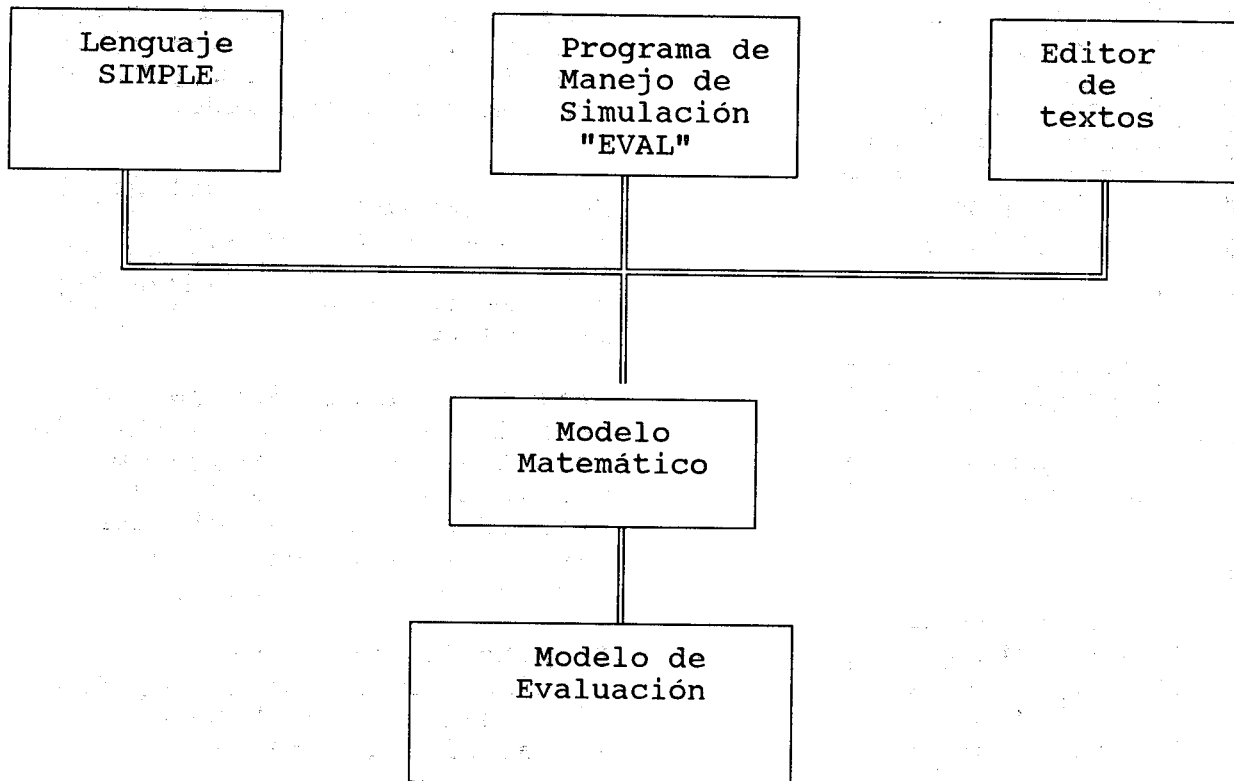 Lenguaje
SIMPLE
Programa de
Manejo de
Simulación
"EVAL"
Editor
de
textos
Modelo
Matemático
Modelo de
Evaluación